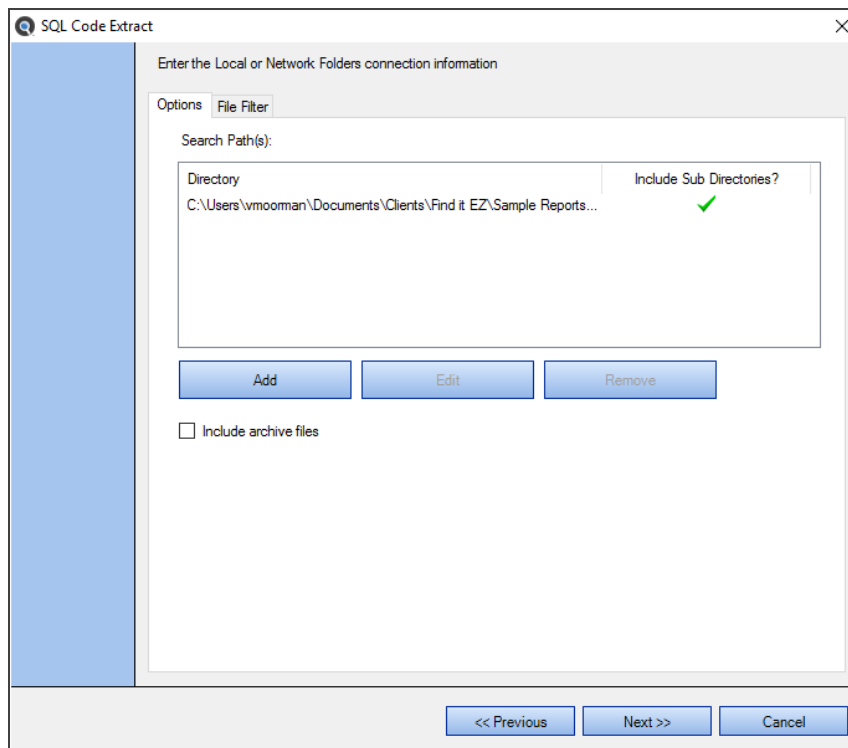 SQL Code Extract
Enter the Local or Network Folders connection information
Options File Filter
Search Path(s):
Directory Include Sub Directories?
C:\Users\vmoorman\Documents\Clients\Find it EZ\Sample Reports...
Add Edit Remove
Include archive files
<< Previous Next >> Cancel